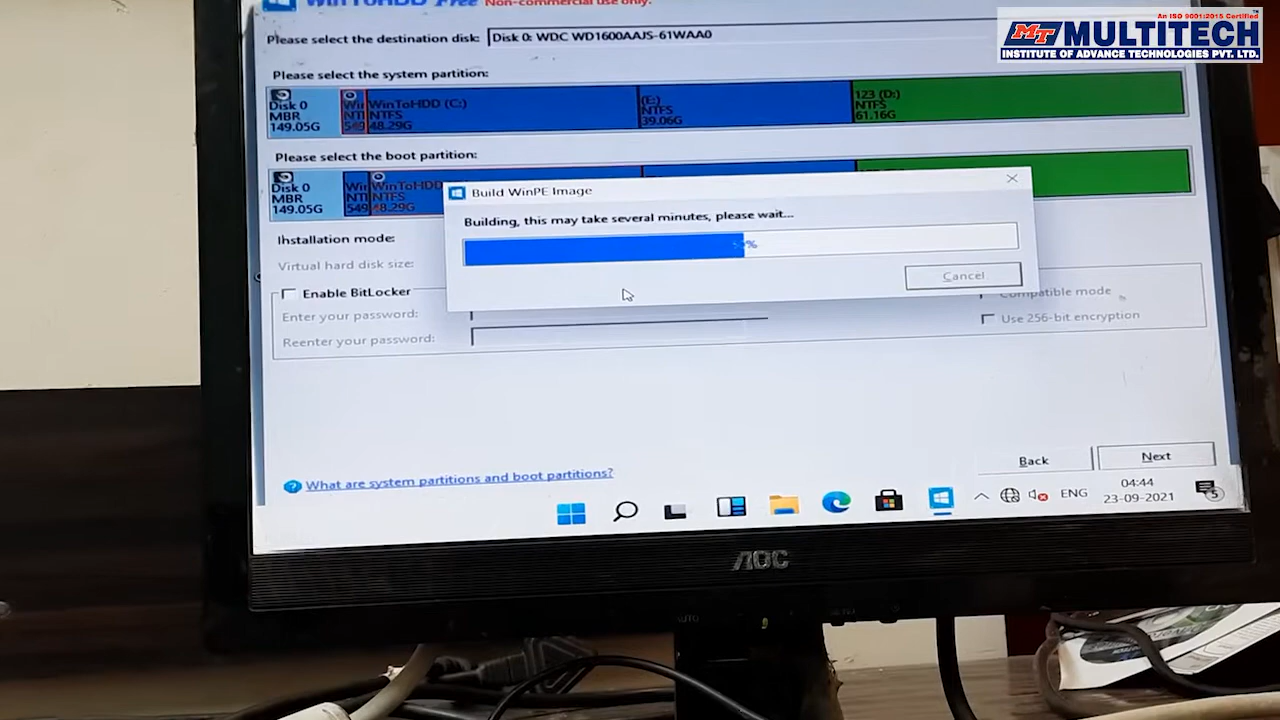 WinToHDD Free Non-commercial use only.
An ISO 9001:2015 Certified
MT MULTITECH
INSTITUTE OF ADVANCE TECHNOLOGIES PVT. LTD.
Please select the destination disk: Disk 0: WDC WD1600AAJS-61WAA0
Please select the system partition:
Disk 0
MBR
149.05G
WinToHDD (C:)
NTFS
48.29G
(E:)
NTFS
39.06G
123 (D:)
NTFS
61.16G
Please select the boot partition:
Disk 0
MBR
149.05G
WinToHDD
NTFS
48.29G
Build WinPE Image
Building, this may take several minutes, please wait...
Cancel
Installation mode:
Virtual hard disk size:
Enable BitLocker
Compatible mode
Enter your password:
Use 256-bit encryption
Reenter your password:
What are system partitions and boot partitions?
Back
Next
ENG
04:44
23-09-2021
5
AOC
AUTO